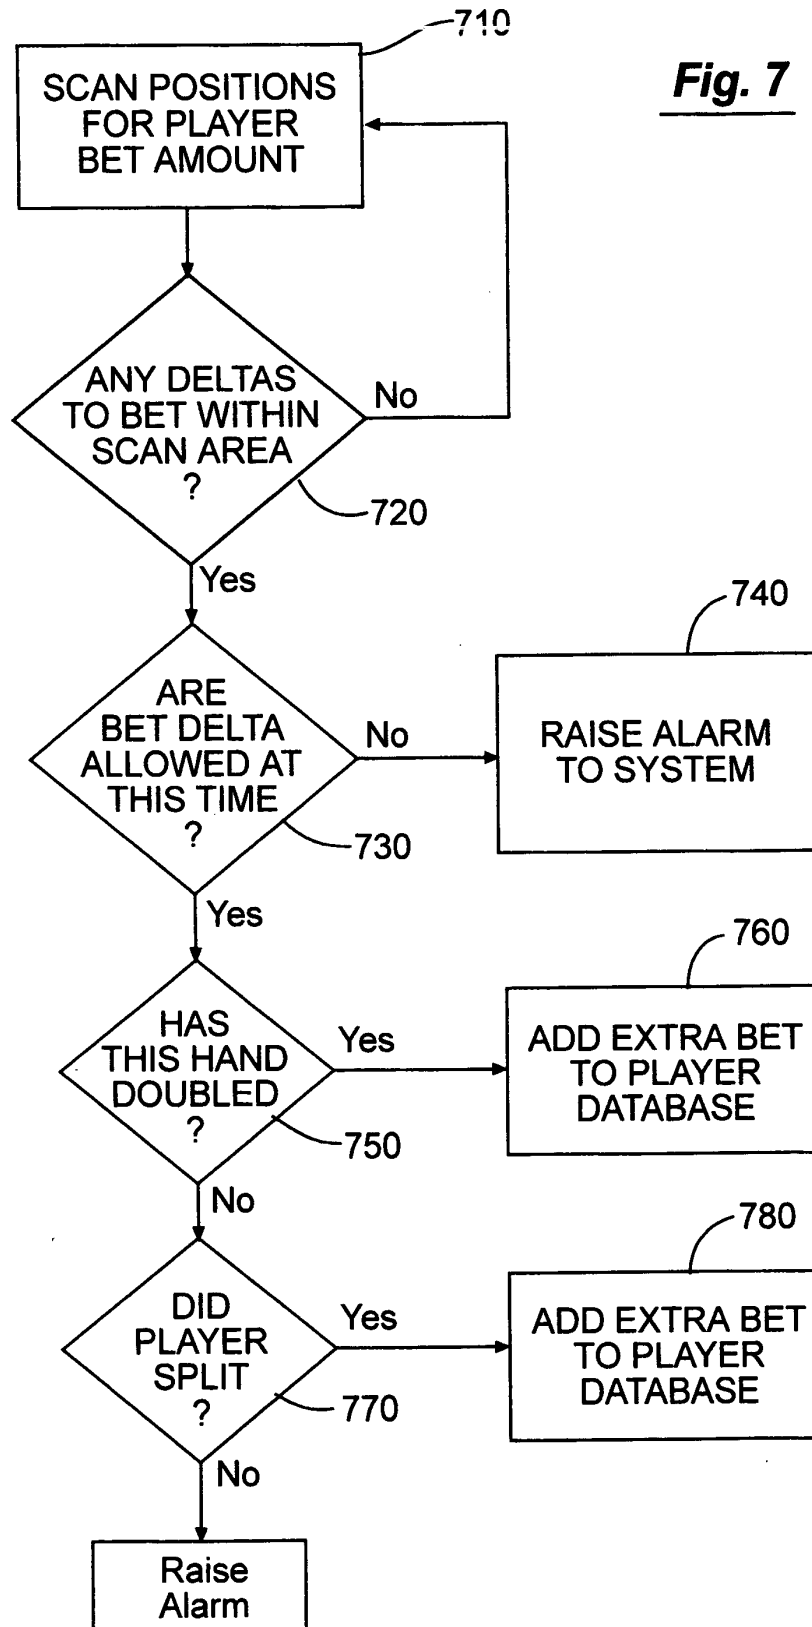 710
Fig. 7
SCAN POSITIONS
FOR PLAYER
BET AMOUNT
ANY DELTAS
TO BET WITHIN
SCAN AREA
?
No
720
Yes
740
ARE
BET DELTA
ALLOWED AT
THIS TIME
?
No
RAISE ALARM
TO SYSTEM
730
Yes
760
HAS
THIS HAND
DOUBLED
?
Yes
ADD EXTRA BET
TO PLAYER
DATABASE
750
No
780
DID
PLAYER
SPLIT
?
Yes
ADD EXTRA BET
TO PLAYER
DATABASE
770
No
Raise
Alarm